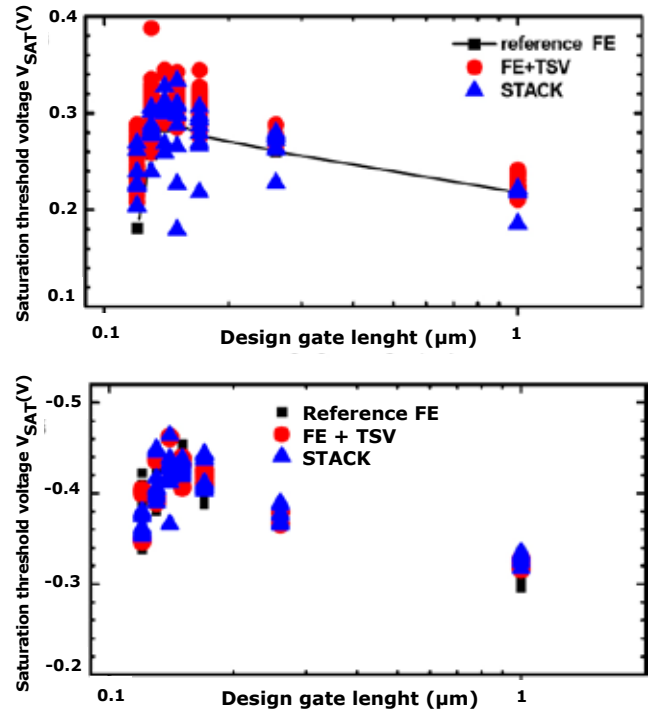 Saturation threshold voltage VSAT(V)
0.4
0.3
0.2
0.1
reference FE
FE+TSV
STACK
0.1
1
Design gate lenght (µm)
Saturation threshold voltage VSAT(V)
-0.5
-0.4
-0.3
-0.2
Reference FE
FE + TSV
STACK
0.1
1
Design gate lenght (µm)